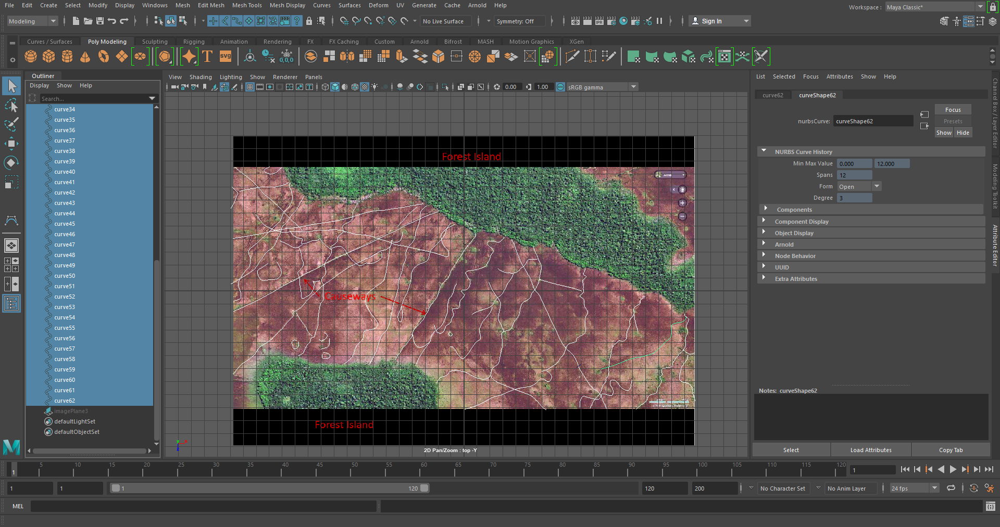 File Edit Create Select Modify Display Windows Mesh Edit Mesh Mesh Tools Mesh Display Curves Surfaces Deform UV Generate Cache Arnold Help
Workspace : Maya Classic*
Modeling No Live Surface Symmetry: Off Sign In
Curves / Surfaces Poly Modeling Sculpting Rigging Animation Rendering FX FX Caching Custom Arnold Bifrost MASH Motion Graphics XGen
Outliner
Display Show Help
Search...
curve34
curve35
curve36
curve37
curve38
curve39
curve40
curve41
curve42
curve43
curve44
curve45
curve46
curve47
curve48
curve49
curve50
curve51
curve52
curve53
curve54
curve55
curve56
curve57
curve58
curve59
curve60
curve61
curve62
imagePlane3
defaultLightSet
defaultObjectSet
View Shading Lighting Show Renderer Panels
0.00 1.00 sRGB gamma
Forest Island
Causeways
Forest Island
2D Pan/Zoom : top -Y
List Selected Focus Attributes Show Help
curve62 curveShape62
nurbsCurve: curveShape62
Focus
Presets
Show Hide
NURBS Curve History
Min Max Value 0.000 12.000
Spans 12
Form Open
Degree 3
Components
Component Display
Object Display
Arnold
Node Behavior
UUID
Extra Attributes
Notes: curveShape62
Select Load Attributes Copy Tab
Channel Box / Layer Editor
Modeling Toolkit
Attribute Editor
1 5 10 15 20 25 30 35 40 45 50 55 60 65 70 75 80 85 90 95 100 105 110 115 120 1
1 1 1 120 120 200 No Character Set No Anim Layer 24 fps
MEL